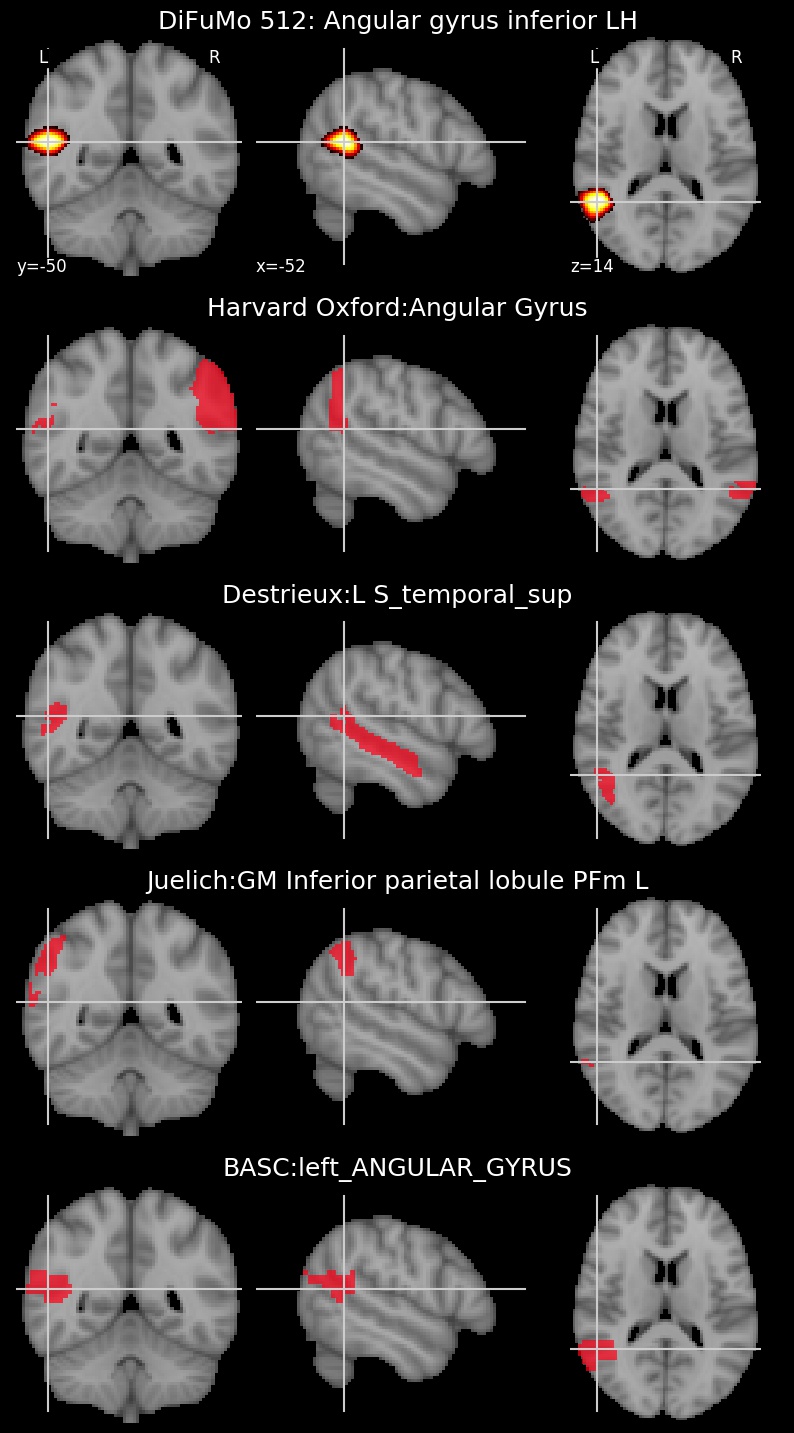 DiFuMo 512: Angular gyrus inferior LH
L R L R
y=-50 x=-52 z=14
Harvard Oxford:Angular Gyrus
Destrieux:L S_temporal_sup
Juelich:GM Inferior parietal lobule PFm L
BASC:left_ANGULAR_GYRUS